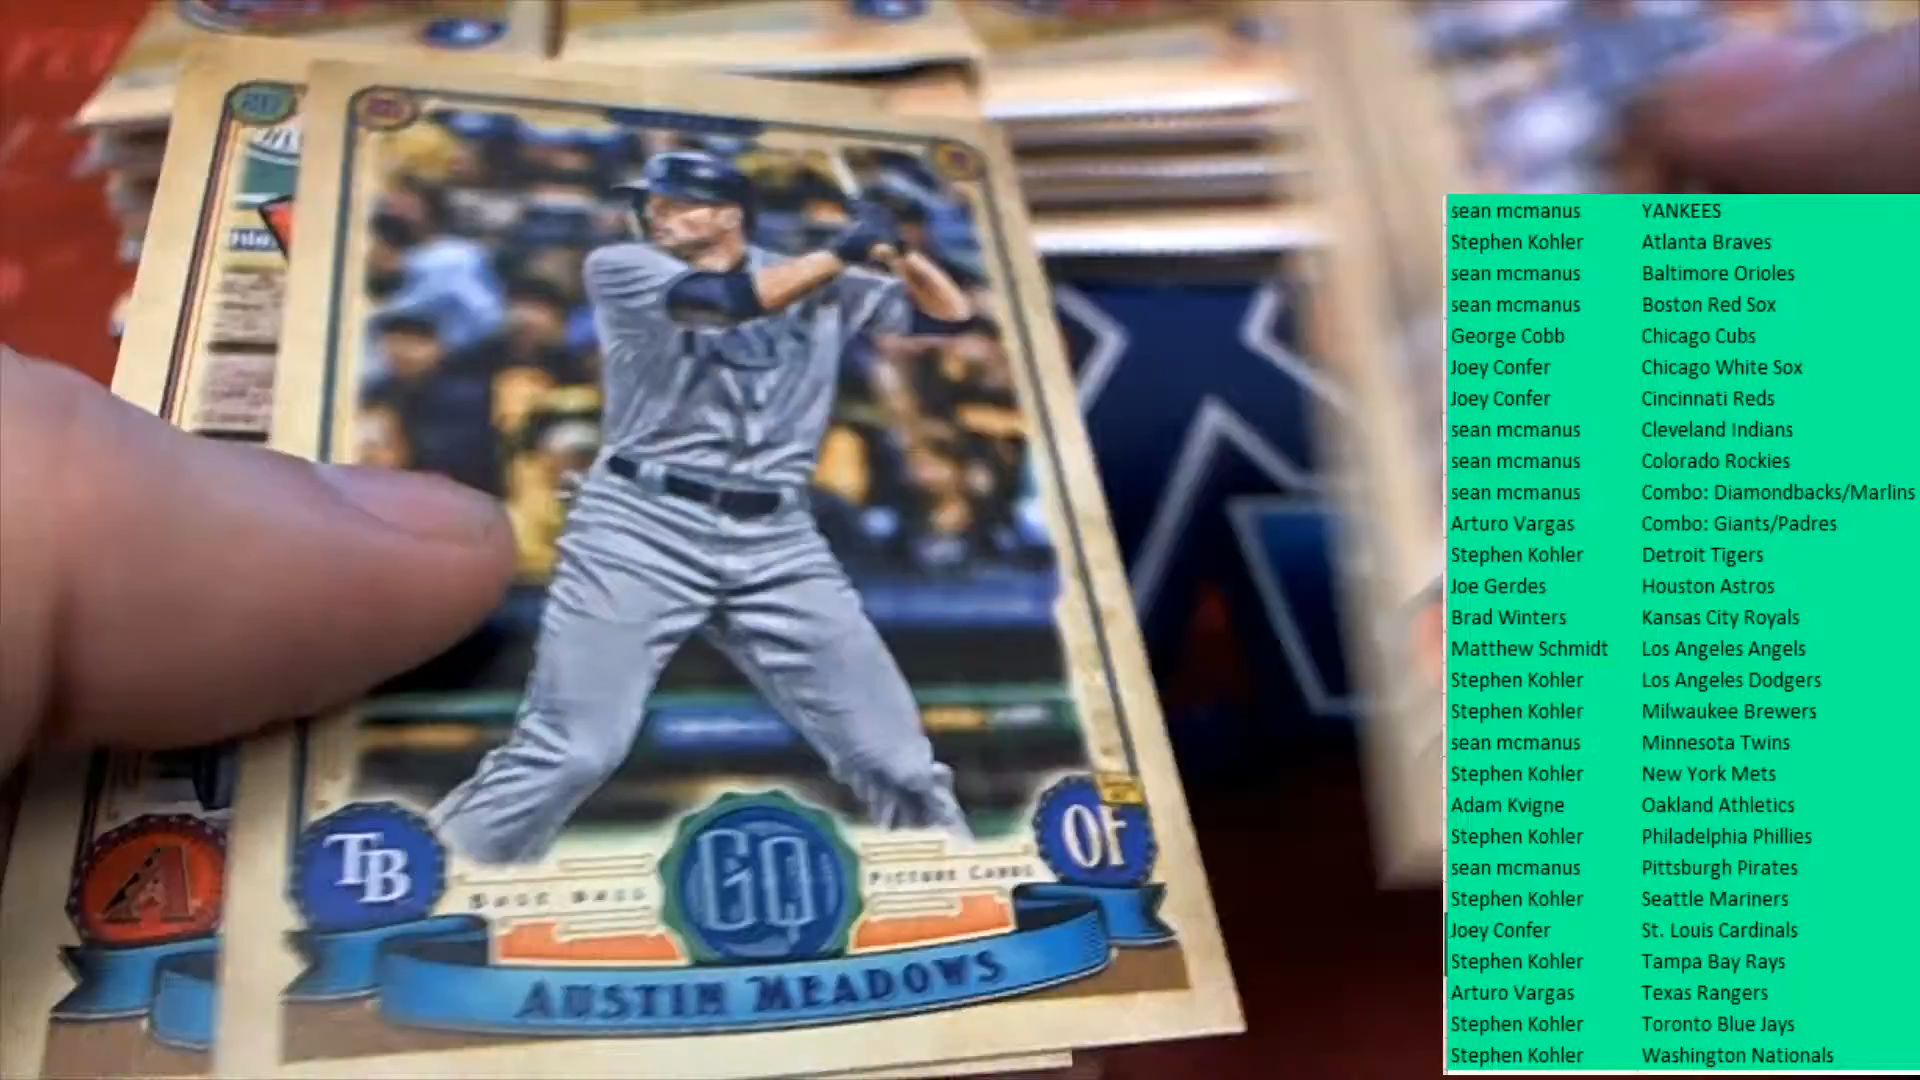 TB
GQ
OF
BASE BALL
PICTURE CARDS
AUSTIN MEADOWS
A
sean mcmanus YANKEES
Stephen Kohler Atlanta Braves
sean mcmanus Baltimore Orioles
sean mcmanus Boston Red Sox
George Cobb Chicago Cubs
Joey Confer Chicago White Sox
Joey Confer Cincinnati Reds
sean mcmanus Cleveland Indians
sean mcmanus Colorado Rockies
sean mcmanus Combo: Diamondbacks/Marlins
Arturo Vargas Combo: Giants/Padres
Stephen Kohler Detroit Tigers
Joe Gerdes Houston Astros
Brad Winters Kansas City Royals
Matthew Schmidt Los Angeles Angels
Stephen Kohler Los Angeles Dodgers
Stephen Kohler Milwaukee Brewers
sean mcmanus Minnesota Twins
Stephen Kohler New York Mets
Adam Kvigne Oakland Athletics
Stephen Kohler Philadelphia Phillies
sean mcmanus Pittsburgh Pirates
Stephen Kohler Seattle Mariners
Joey Confer St. Louis Cardinals
Stephen Kohler Tampa Bay Rays
Arturo Vargas Texas Rangers
Stephen Kohler Toronto Blue Jays
Stephen Kohler Washington Nationals